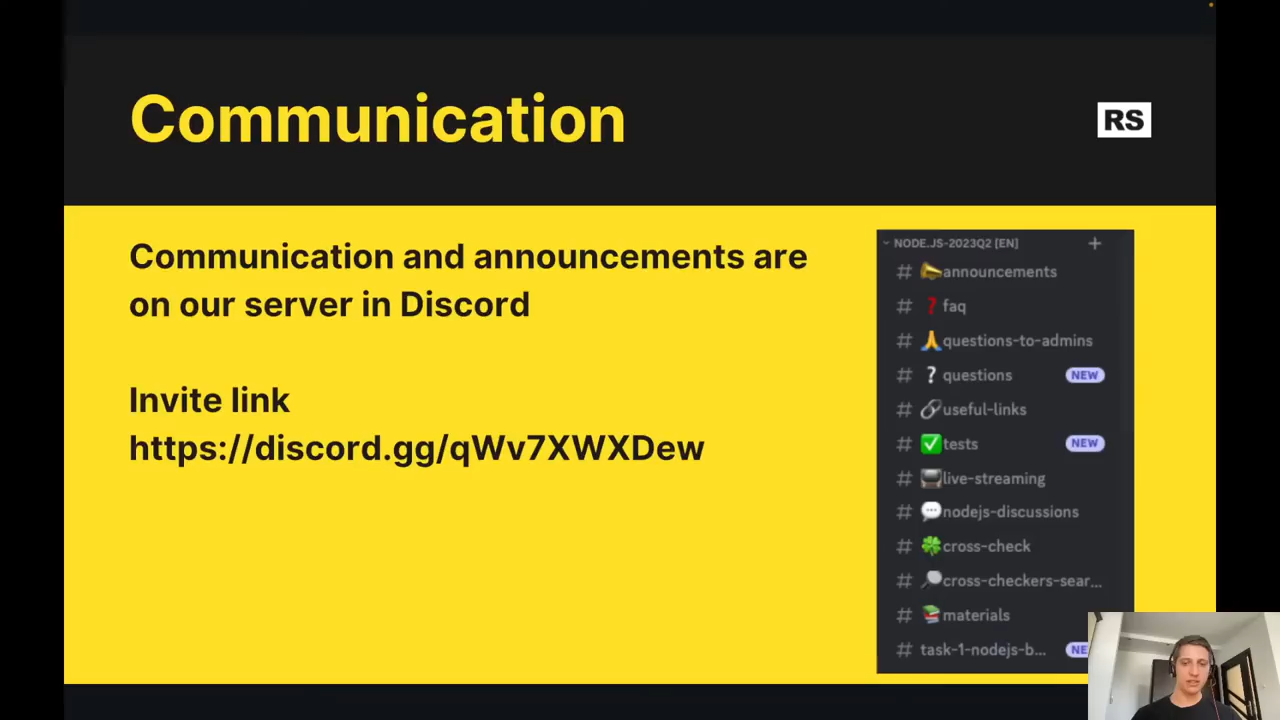 Communication
RS
Communication and announcements are
on our server in Discord
Invite link
https://discord.gg/qWv7XWXDew
NODE.JS-2023Q2 [EN]
# announcements
# faq
# questions-to-admins
# questions NEW
# useful-links
# tests NEW
# live-streaming
# nodejs-discussions
# cross-check
# cross-checkers-sear...
# materials
# task-1-nodejs-b... NE